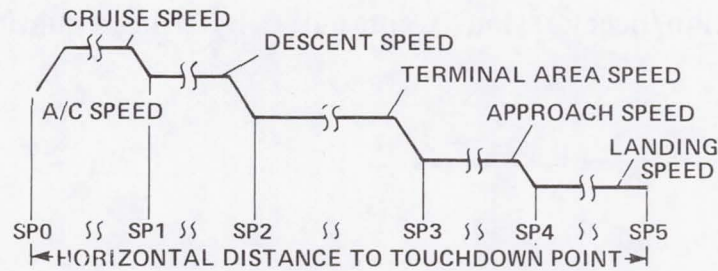 CRUISE SPEED
DESCENT SPEED
TERMINAL AREA SPEED
A/C SPEED
APPROACH SPEED
LANDING
SPEED
SP0 SP1 SP2 SP3 SP4 SP5
HORIZONTAL DISTANCE TO TOUCHDOWN POINT